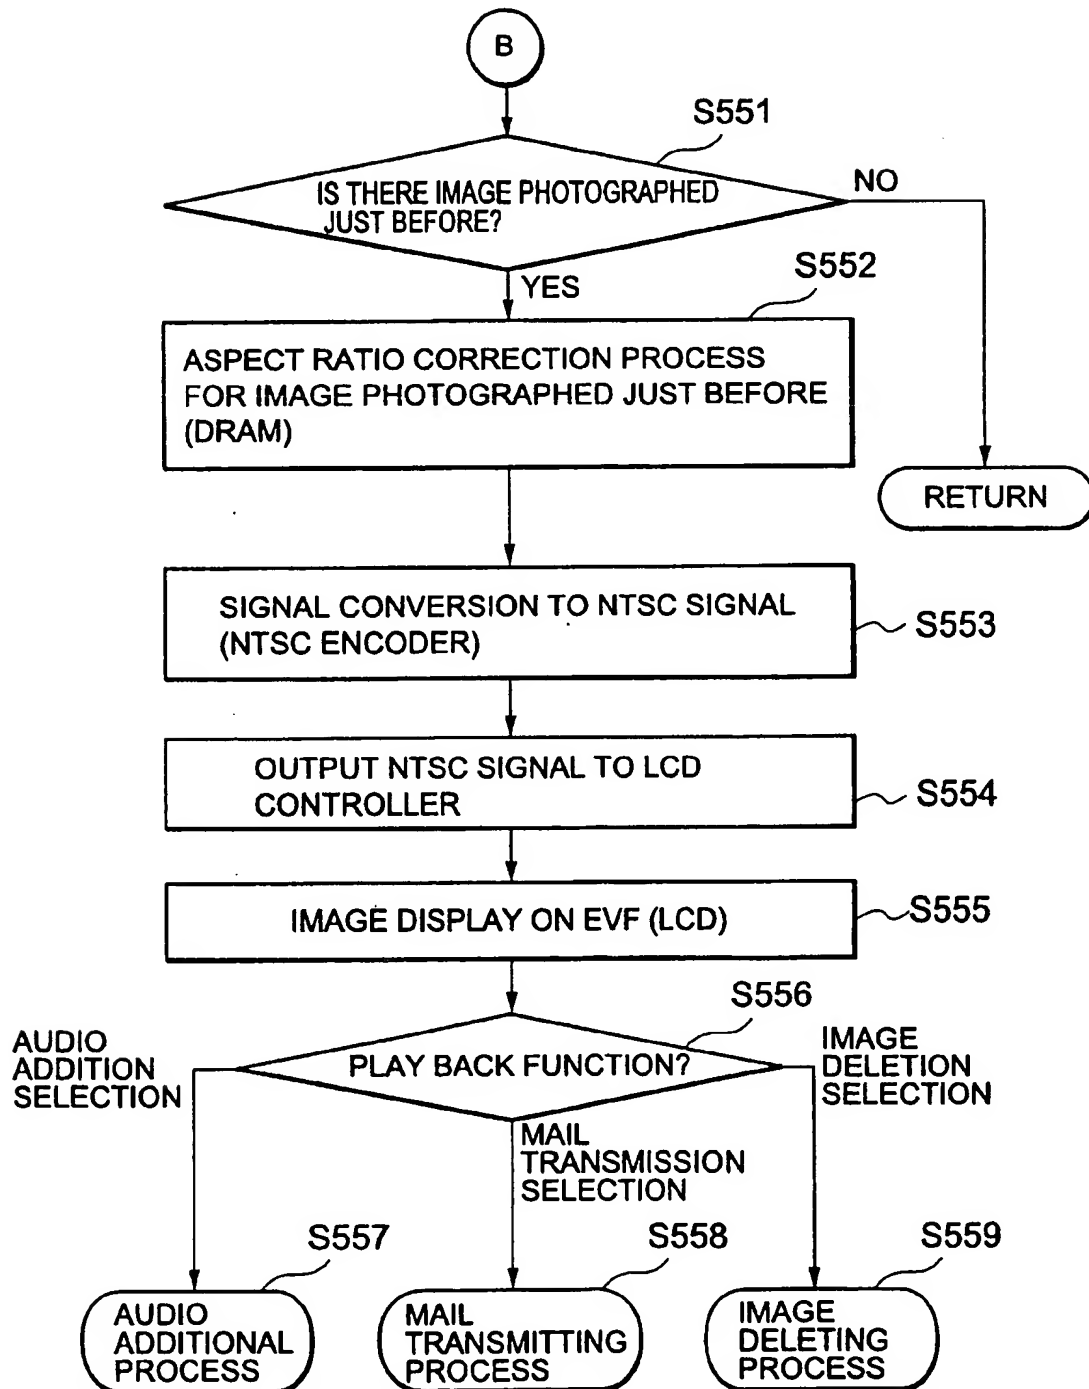 B
S551
IS THERE IMAGE PHOTOGRAPHED
JUST BEFORE?
NO
YES
S552
ASPECT RATIO CORRECTION PROCESS
FOR IMAGE PHOTOGRAPHED JUST BEFORE
(DRAM)
RETURN
SIGNAL CONVERSION TO NTSC SIGNAL
(NTSC ENCODER)
S553
OUTPUT NTSC SIGNAL TO LCD
CONTROLLER
S554
IMAGE DISPLAY ON EVF (LCD)
S555
S556
PLAY BACK FUNCTION?
AUDIO
ADDITION
SELECTION
MAIL
TRANSMISSION
SELECTION
IMAGE
DELETION
SELECTION
S557
AUDIO
ADDITIONAL
PROCESS
S558
MAIL
TRANSMITTING
PROCESS
S559
IMAGE
DELETING
PROCESS